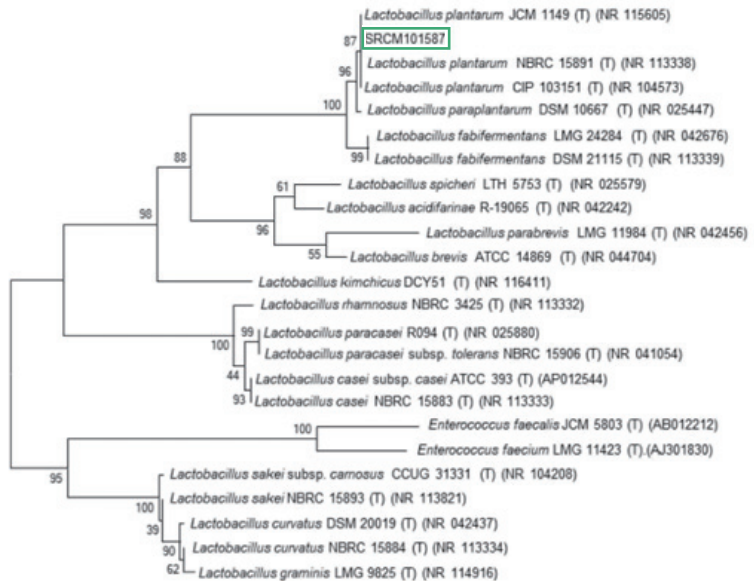 Lactobacillus plantarum JCM 1149 (T) (NR 115605)
87
SRCM101587
Lactobacillus plantarum NBRC 15891 (T) (NR 113338)
96
Lactobacillus plantarum CIP 103151 (T) (NR 104573)
100
Lactobacillus paraplantarum DSM 10667 (NR 025447)
Lactobacillus fabifermentans LMG 24284 (T) (NR 042676)
99
Lactobacillus fabifermentans DSM 21115 (T) (NR 113339)
88
61
Lactobacillus spicheri LTH 5753 (T) (NR 025579)
Lactobacillus acidifarinae R-19065 (T) (NR 042242)
98
96
Lactobacillus parabrevis LMG 11984 (T) (NR 042456)
55
Lactobacillus brevis ATCC 14869 (T) (NR 044704)
Lactobacillus kimchicus DCY51 (T) (NR 116411)
Lactobacillus rhamnosus NBRC 3425 (T) (NR 113332)
99
Lactobacillus paracasei R094 (T) (NR 025880)
100
Lactobacillus paracasei subsp. tolerans NBRC 15906 (T) (NR 041054)
44
Lactobacillus casei subsp. casei ATCC 393 (T) (AP012544)
93
Lactobacillus casei NBRC 15883 (T) (NR 113333)
100
Enterococcus faecalis JCM 5803 (T) (AB012212)
Enterococcus faecium LMG 11423 (T).(AJ301830)
95
Lactobacillus sakei subsp. carnosus CCUG 31331 (T) (NR 104208)
100
Lactobacillus sakei NBRC 15893 (T) (NR 113821)
39
Lactobacillus curvatus DSM 20019 (T) (NR 042437)
90
Lactobacillus curvatus NBRC 15884 (T) (NR 113334)
62
Lactobacillus graminis LMG 9825 (T) (NR 114916)